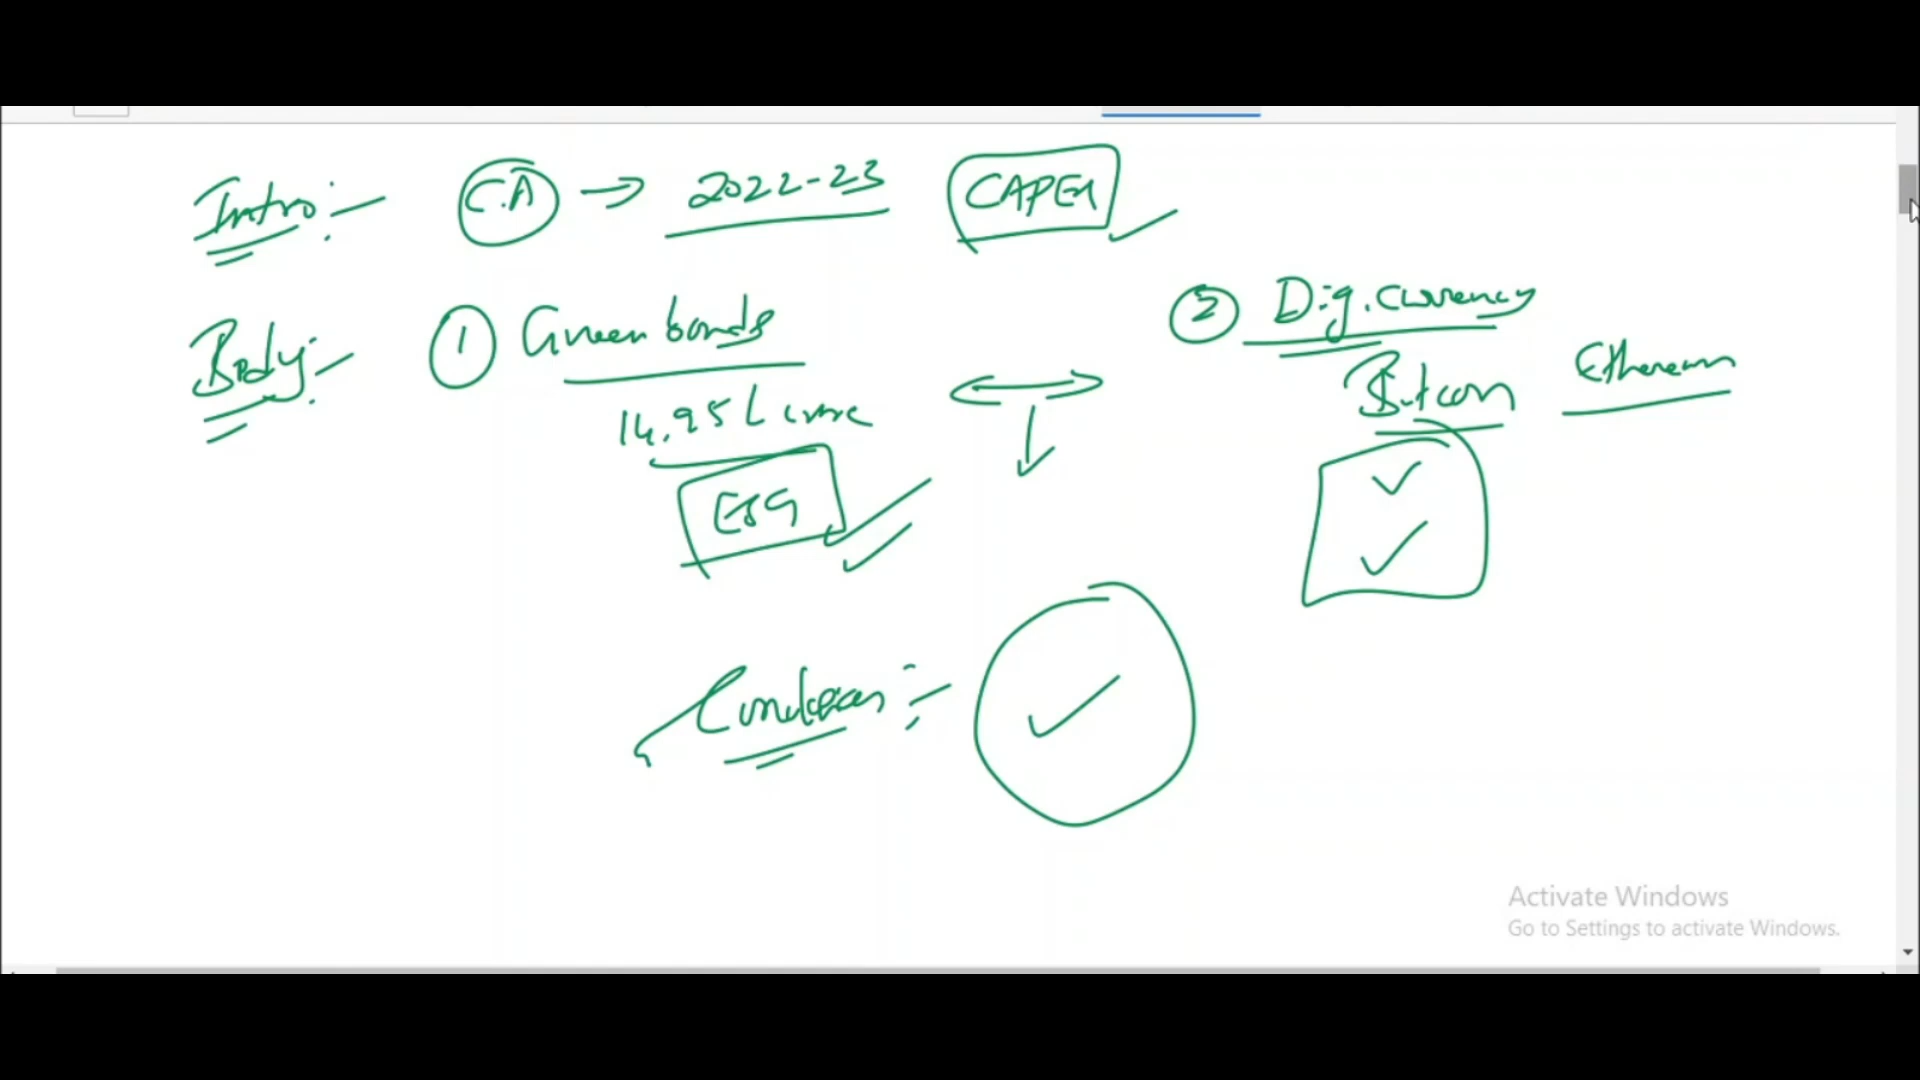 Intro:- C.A → 2022-23 CAPEX
Body:- ① Green bonds
14.95 L crore
ESG
② Dig. Currency
Bitcoin Ethereum
Conclusion :-
Activate Windows
Go to Settings to activate Windows.